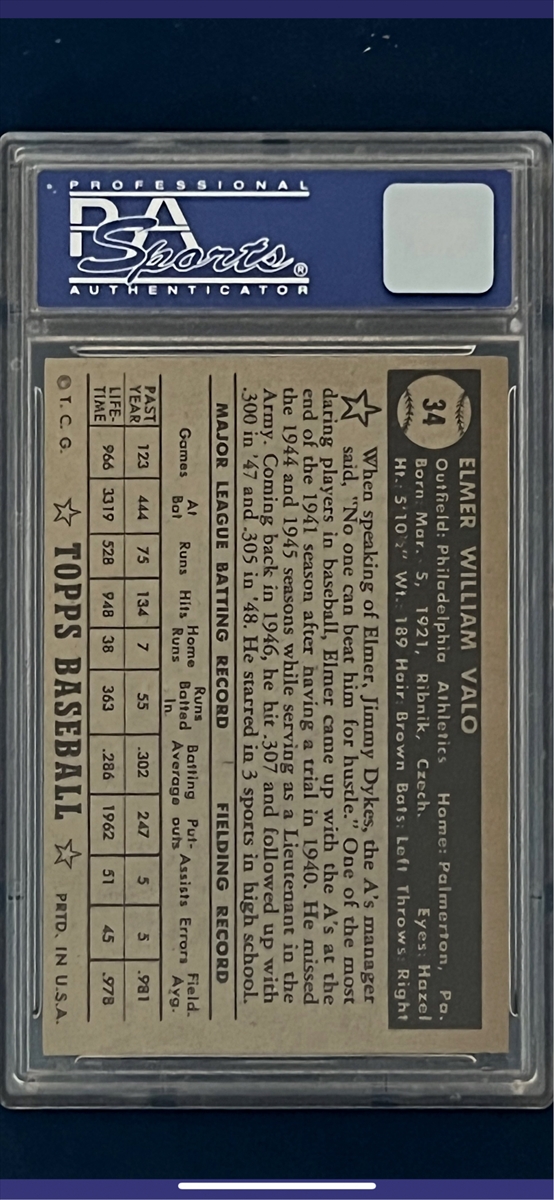 PROFESSIONAL
PSA
Sports®
AUTHENTICATOR
34
ELMER WILLIAM VALO
Outfield: Philadelphia Athletics Home: Palmerton, Pa.
Born: Mar. 5, 1921, Ribnik, Czech. Eyes: Hazel
Ht.: 5'10½" Wt.: 189 Hair: Brown Bats: Left Throws: Right
When speaking of Elmer, Jimmy Dykes, the A's manager
said, "No one can beat him for hustle." One of the most
daring players in baseball, Elmer came up with the A's at the
end of the 1941 season after having a trial in 1940. He missed
the 1944 and 1945 seasons while serving as a Lieutenant in the
Army. Coming back in 1946, he hit .307 and followed up with
.300 in '47 and .305 in '48. He starred in 3 sports in high school.
MAJOR LEAGUE BATTING RECORD FIELDING RECORD
Games At Bat Runs Hits Home Runs Runs Batted In Batting Average Put-outs Assists Errors Field. Avg.
PAST YEAR 123 444 75 134 7 55 .302 247 5 5 .981
LIFE-TIME 966 3319 528 948 38 363 .286 1962 51 45 .978
© T. C. G. TOPPS BASEBALL PRTD. IN U.S.A.